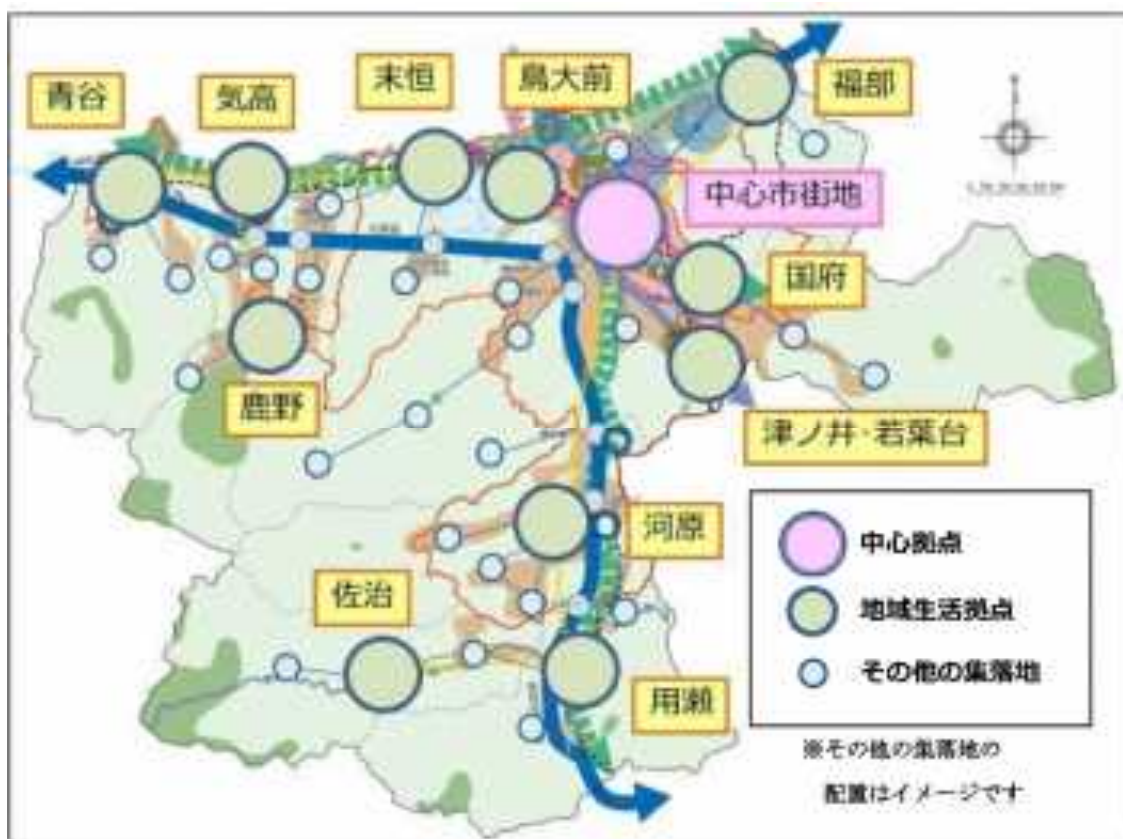 青谷
気高
末恒
鳥大前
福部
中心市街地
国府
鹿野
津ノ井・若葉台
河原
佐治
用瀬
中心拠点
地域生活拠点
その他の集落地
※その他の集落地の
配置はイメージです